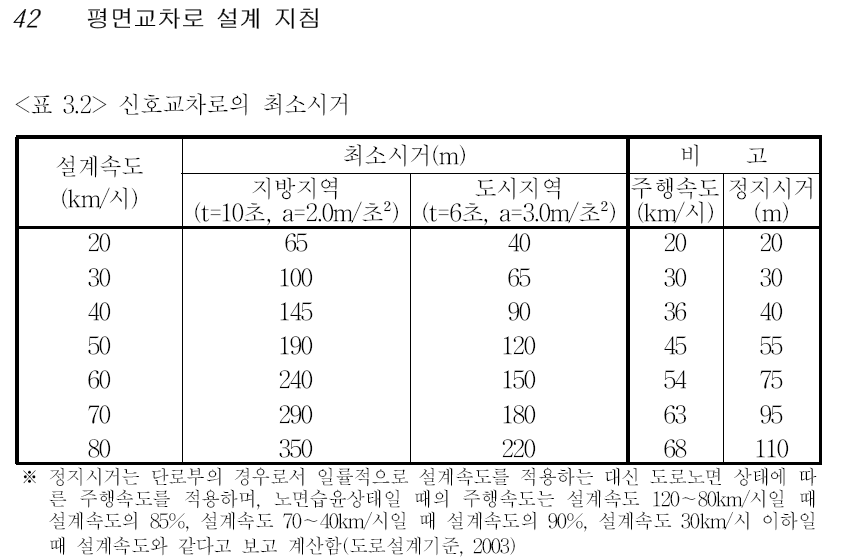 42 평면교차로 설계 지침
<표 3.2> 신호교차로의 최소시거
설계속도 (km/시) 최소시거(m) 비 고
지방지역 (t=10초, a=2.0m/초²) 도시지역 (t=6초, a=3.0m/초²) 주행속도 (km/시) 정지시거 (m)
20 65 40 20 20
30 100 65 30 30
40 145 90 36 40
50 190 120 45 55
60 240 150 54 75
70 290 180 63 95
80 350 220 68 110
※ 정지시거는 단로부의 경우로서 일률적으로 설계속도를 적용하는 대신 도로노면 상태에 따
른 주행속도를 적용하며, 노면습윤상태일 때의 주행속도는 설계속도 120~80km/시일 때
설계속도의 85%, 설계속도 70~40km/시일 때 설계속도의 90%, 설계속도 30km/시 이하일
때 설계속도와 같다고 보고 계산함(도로설계기준, 2003)